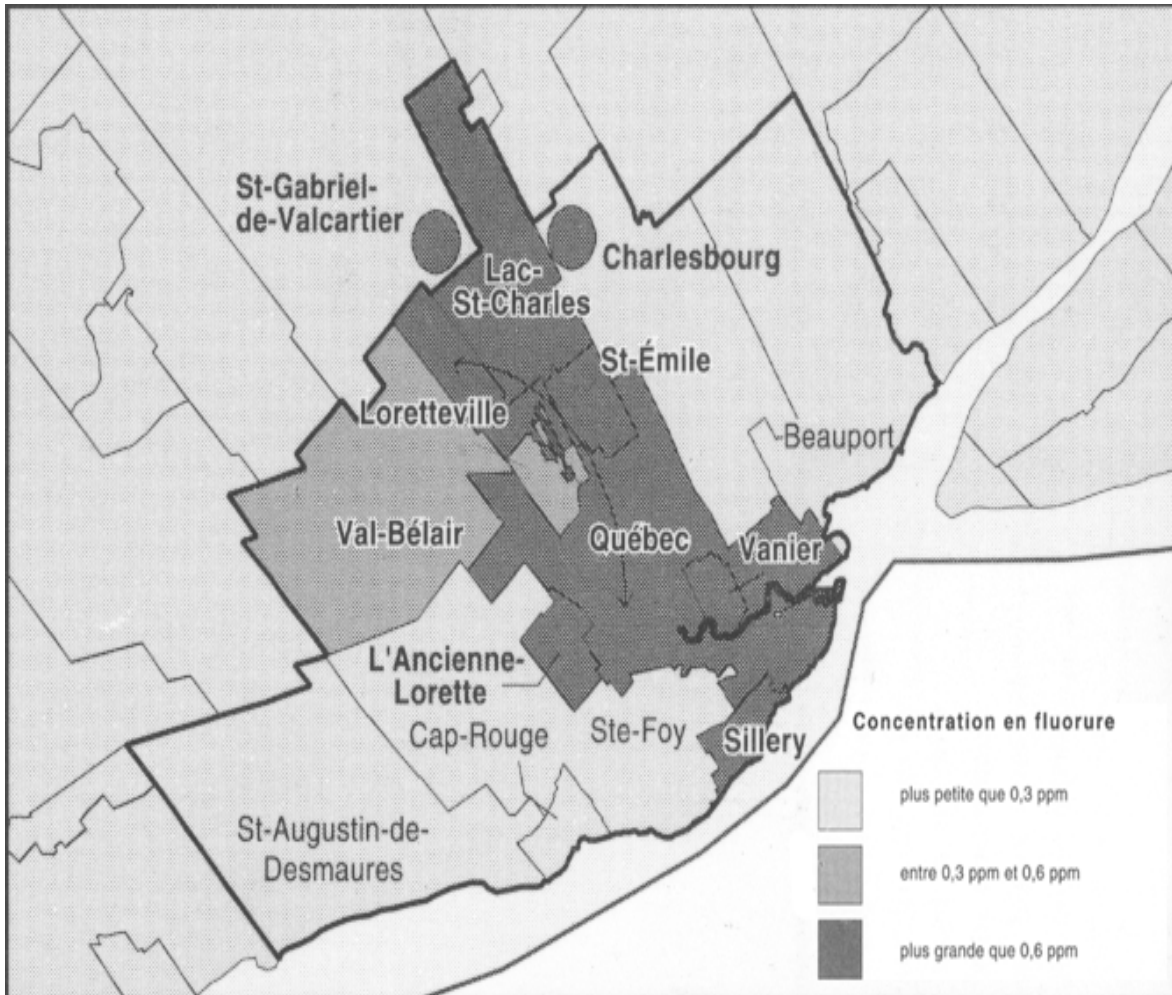 St-Gabriel-
de-Valcartier
Charlesbourg
Lac-
St-Charles
St-Émile
Loretteville
-Beauport
Val-Bélair
Québec
Vanier
L'Ancienne-
Lorette
Cap-Rouge
Ste-Foy
Sillery
St-Augustin-de-
Desmaures
Concentration en fluorure
plus petite que 0,3 ppm
entre 0,3 ppm et 0,6 ppm
plus grande que 0,6 ppm